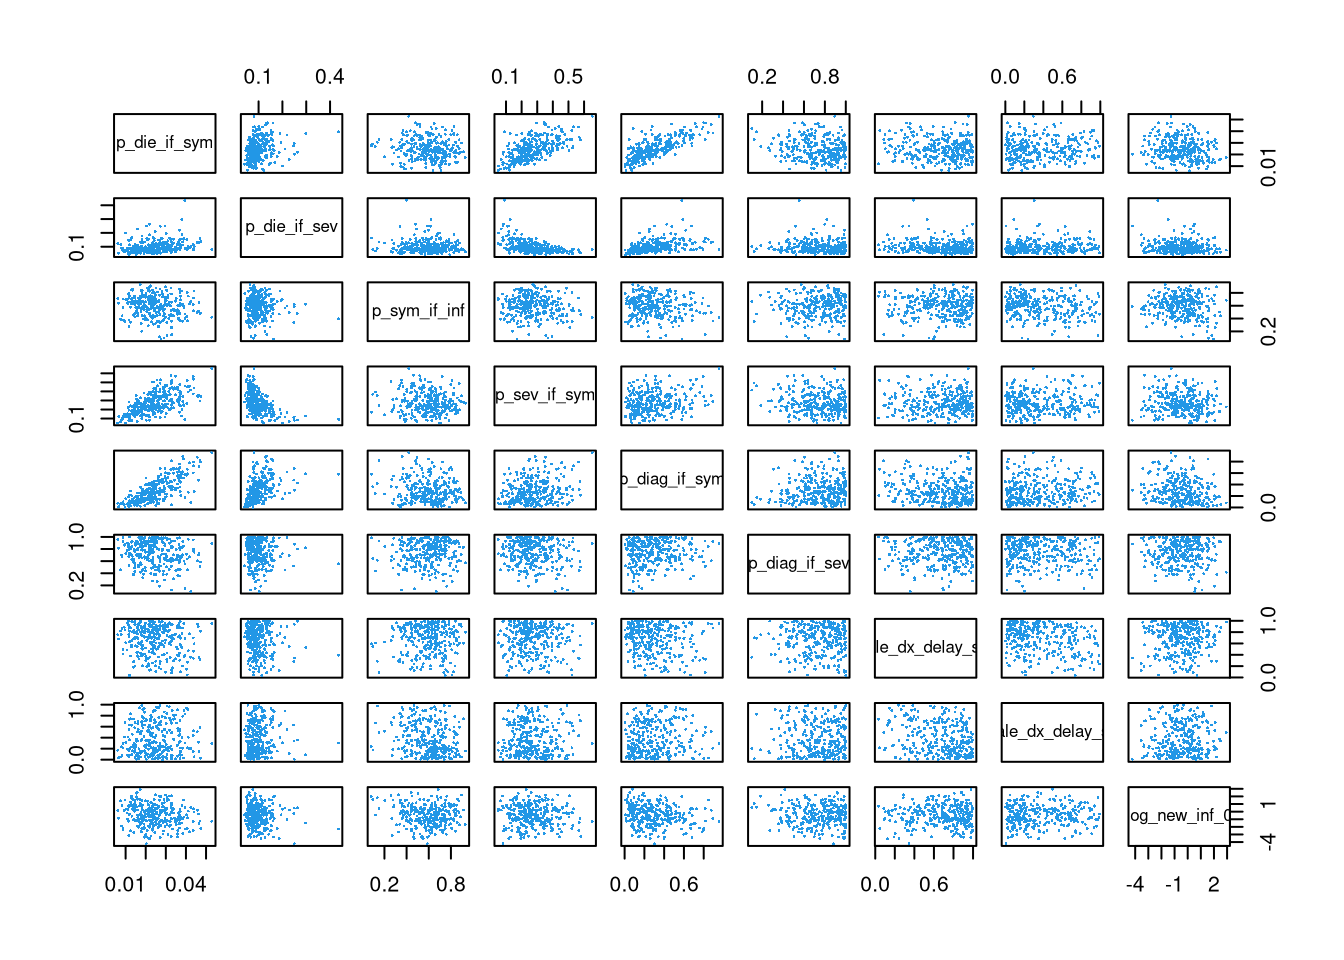 0.1 0.4 0.1 0.5 0.2 0.8 0.0 0.6
p_die_if_sym 0.01
0.1 p_die_if_sev
p_sym_if_inf 0.2
0.1 p_sev_if_sym
p_diag_if_sym 0.0
0.2 1.0 p_diag_if_sev
le_dx_delay_s 0.0 1.0
0.0 1.0 ale_dx_delay_s
og_new_inf_0 -4 1
0.01 0.04 0.2 0.8 0.0 0.6 0.0 0.6 -4 -1 2